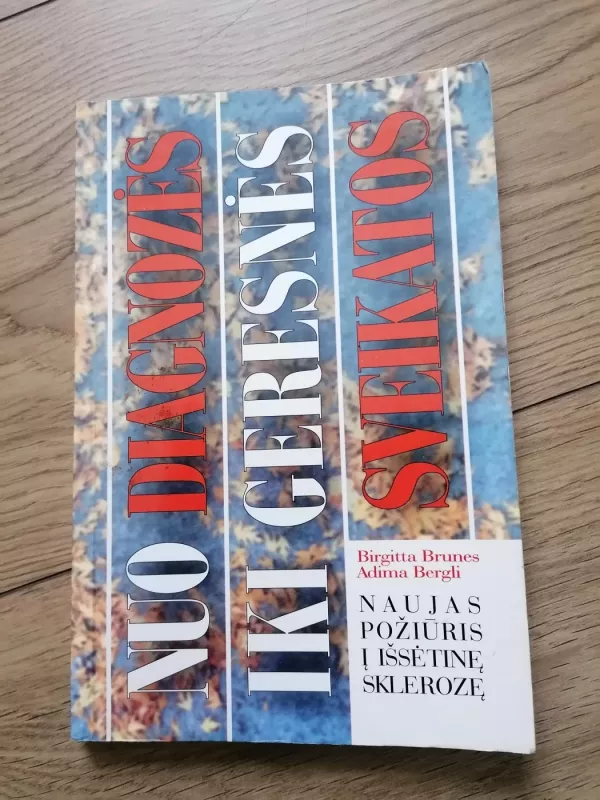 NUO DIAGNOZĖS
IKI GERESNĖS
SVEIKATOS
Birgitta Brunes
Adima Bergli
NAUJAS
POŽIŪRIS
Į IŠSĖTINĘ
SKLEROZĘ